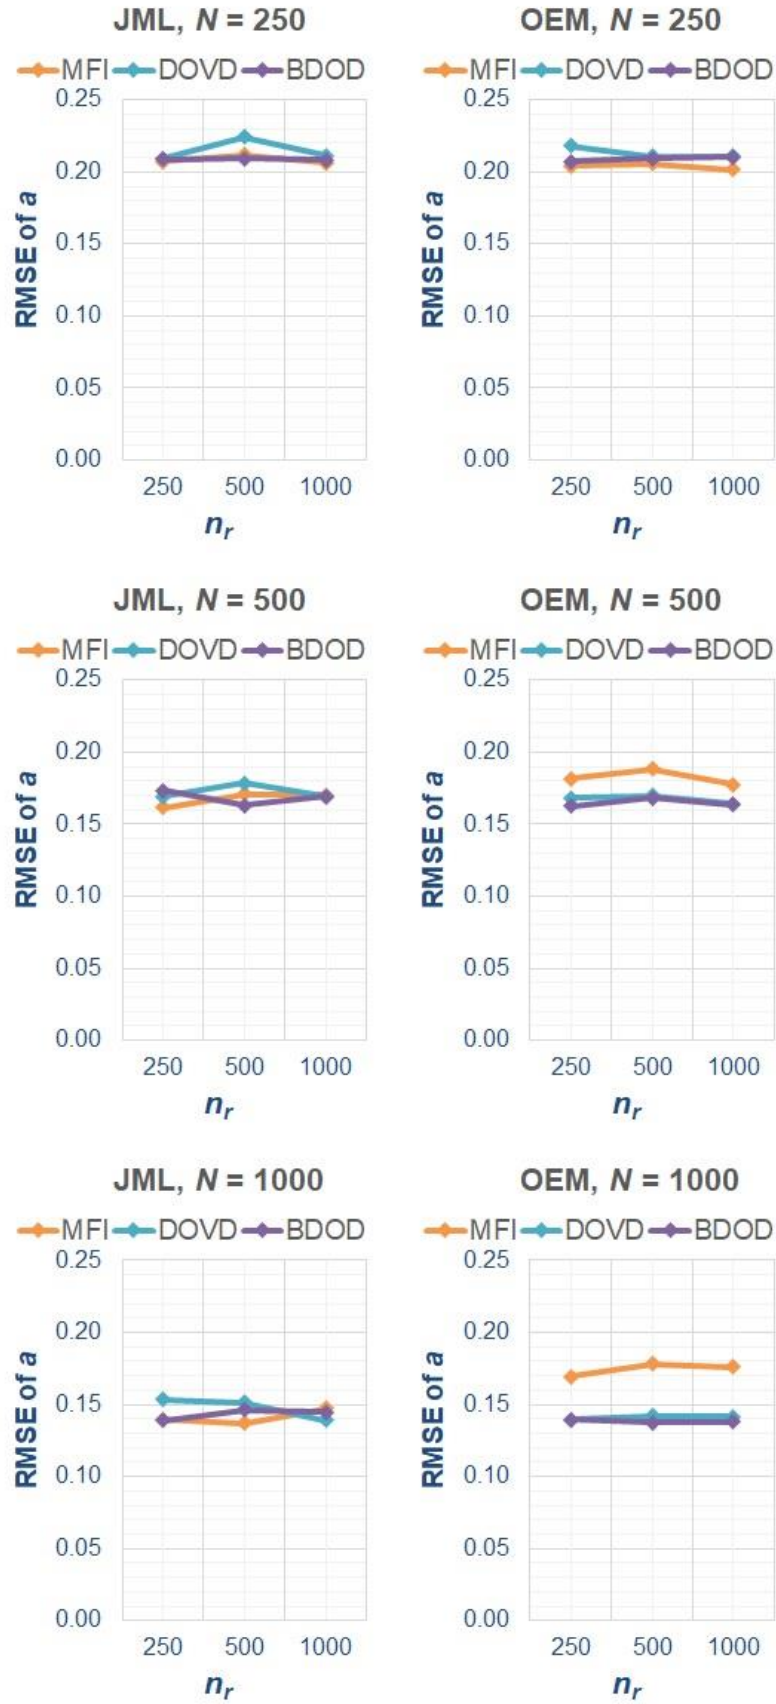 JML, N = 250
MFI DOVD BDOD
0.25
0.20
0.15
0.10
0.05
0.00
RMSE of a
250 500 1000
nr
OEM, N = 250
MFI DOVD BDOD
0.25
0.20
0.15
0.10
0.05
0.00
RMSE of a
250 500 1000
nr
JML, N = 500
MFI DOVD BDOD
0.25
0.20
0.15
0.10
0.05
0.00
RMSE of a
250 500 1000
nr
OEM, N = 500
MFI DOVD BDOD
0.25
0.20
0.15
0.10
0.05
0.00
RMSE of a
250 500 1000
nr
JML, N = 1000
MFI DOVD BDOD
0.25
0.20
0.15
0.10
0.05
0.00
RMSE of a
250 500 1000
nr
OEM, N = 1000
MFI DOVD BDOD
0.25
0.20
0.15
0.10
0.05
0.00
RMSE of a
250 500 1000
nr